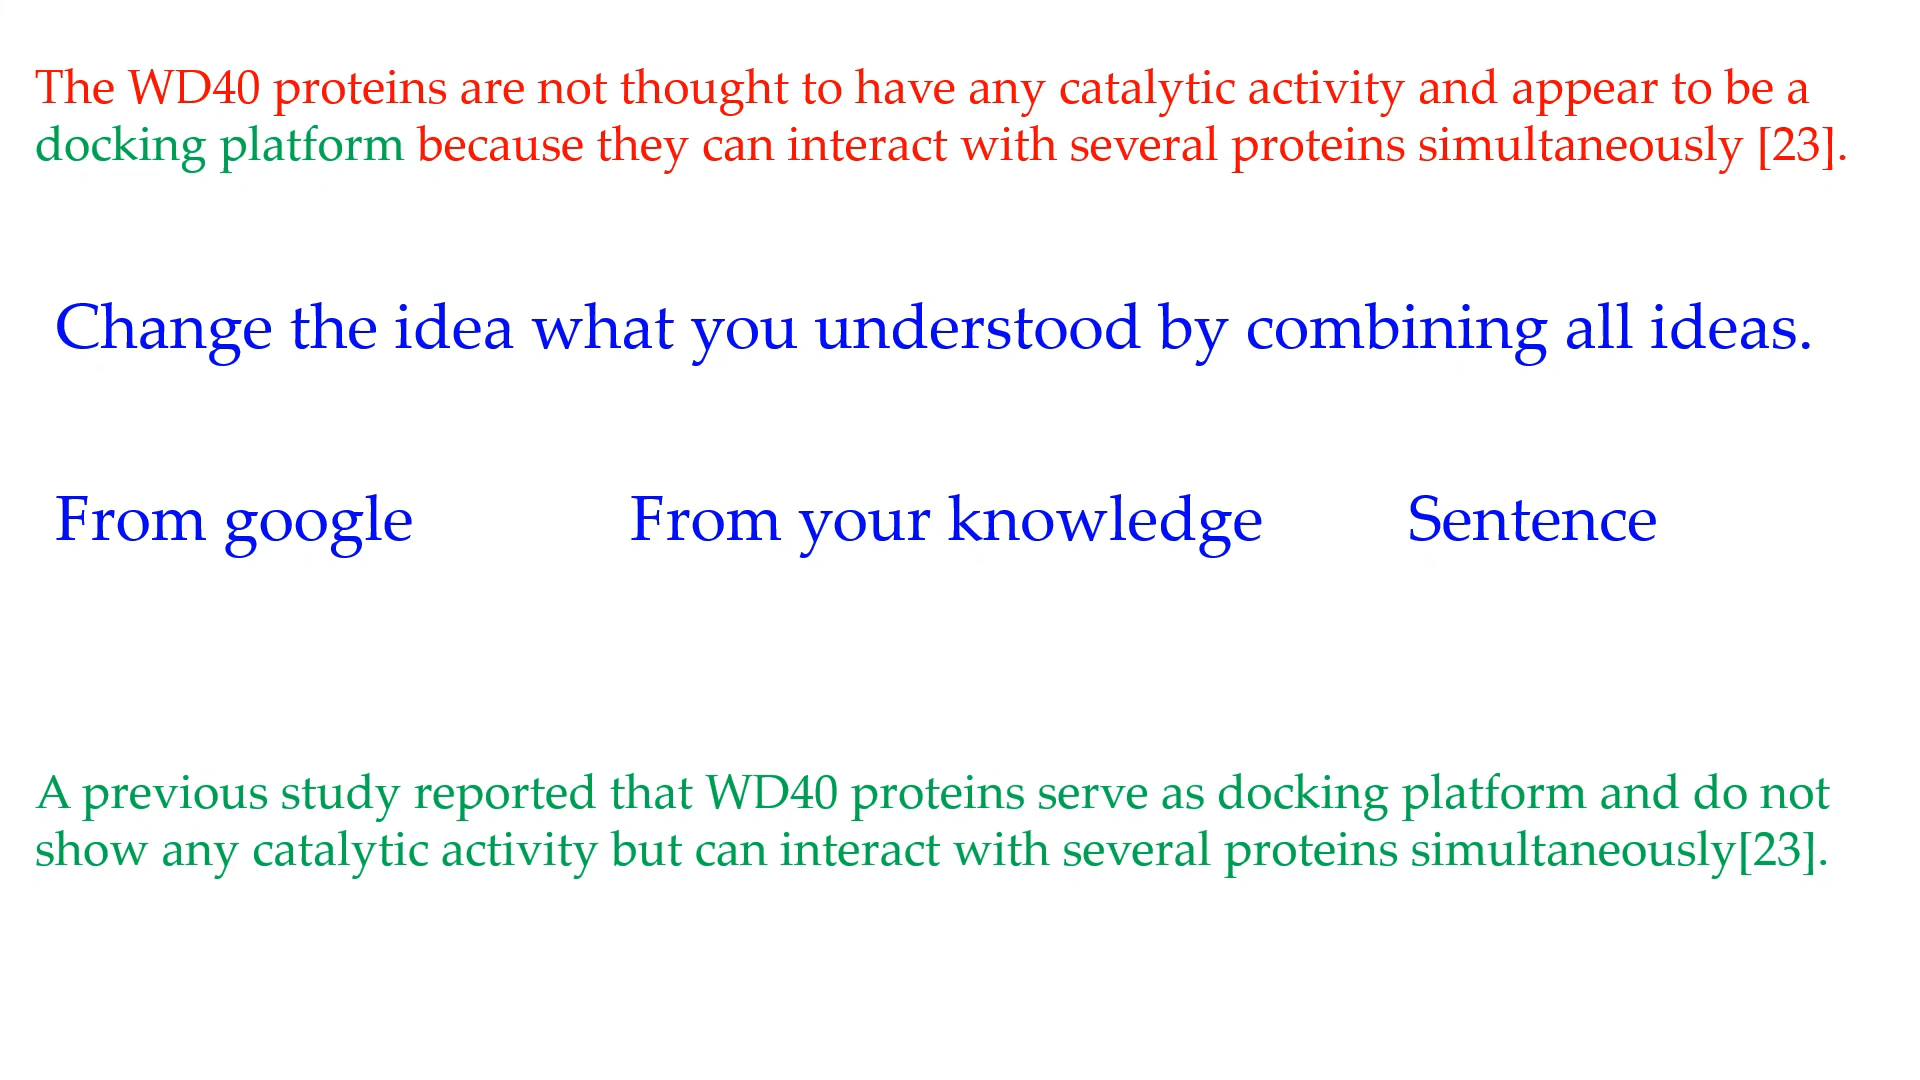 The WD40 proteins are not thought to have any catalytic activity and appear to be a
docking platform because they can interact with several proteins simultaneously [23].
Change the idea what you understood by combining all ideas.
From google From your knowledge Sentence
A previous study reported that WD40 proteins serve as docking platform and do not
show any catalytic activity but can interact with several proteins simultaneously[23].